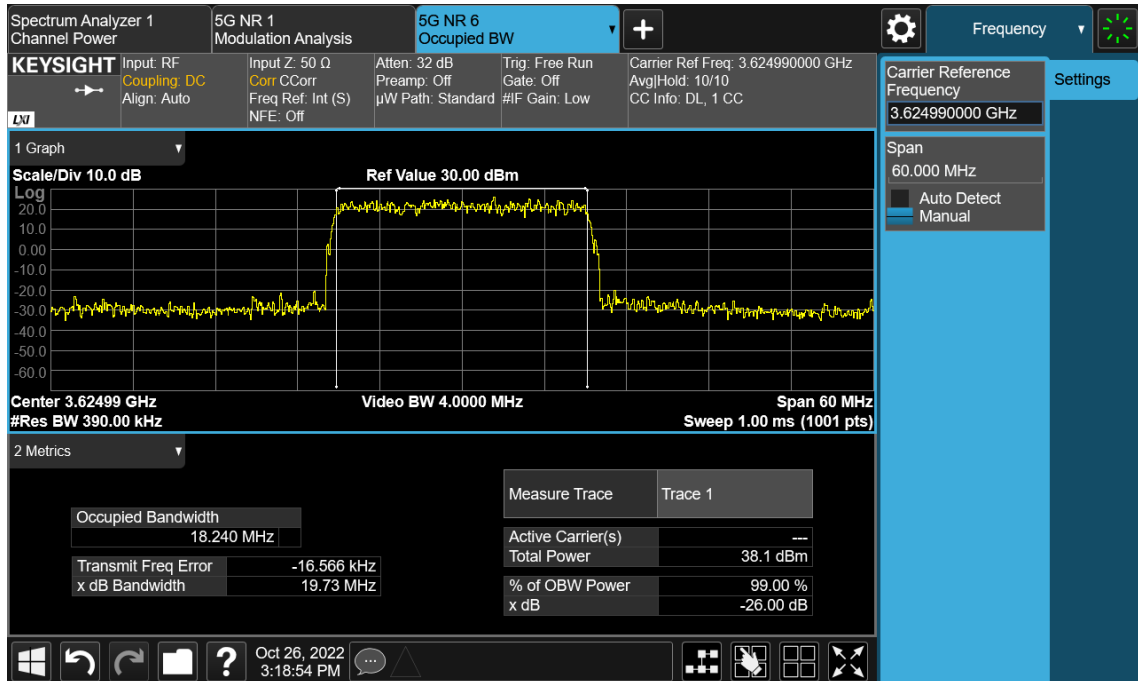 Spectrum Analyzer 1
Channel Power
5G NR 1
Modulation Analysis
5G NR 6
Occupied BW
Frequency
KEYSIGHT
LXI
Input: RF
Coupling: DC
Align: Auto
Input Z: 50 Ω
Corr CCorr
Freq Ref: Int (S)
NFE: Off
Atten: 32 dB
Preamp: Off
µW Path: Standard
Trig: Free Run
Gate: Off
#IF Gain: Low
Carrier Ref Freq: 3.624990000 GHz
Avg|Hold: 10/10
CC Info: DL, 1 CC
Carrier Reference
Frequency
3.624990000 GHz
Span
60.000 MHz
Auto Detect
Manual
Settings
1 Graph
Scale/Div 10.0 dB
Ref Value 30.00 dBm
Log
20.0
10.0
0.00
-10.0
-20.0
-30.0
-40.0
-50.0
-60.0
Center 3.62499 GHz
Video BW 4.0000 MHz
Span 60 MHz
#Res BW 390.00 kHz
Sweep 1.00 ms (1001 pts)
2 Metrics
Occupied Bandwidth
18.240 MHz
Transmit Freq Error -16.566 kHz
x dB Bandwidth 19.73 MHz
Measure Trace Trace 1
Active Carrier(s) ---
Total Power 38.1 dBm
% of OBW Power 99.00 %
x dB -26.00 dB
?
Oct 26, 2022
3:18:54 PM